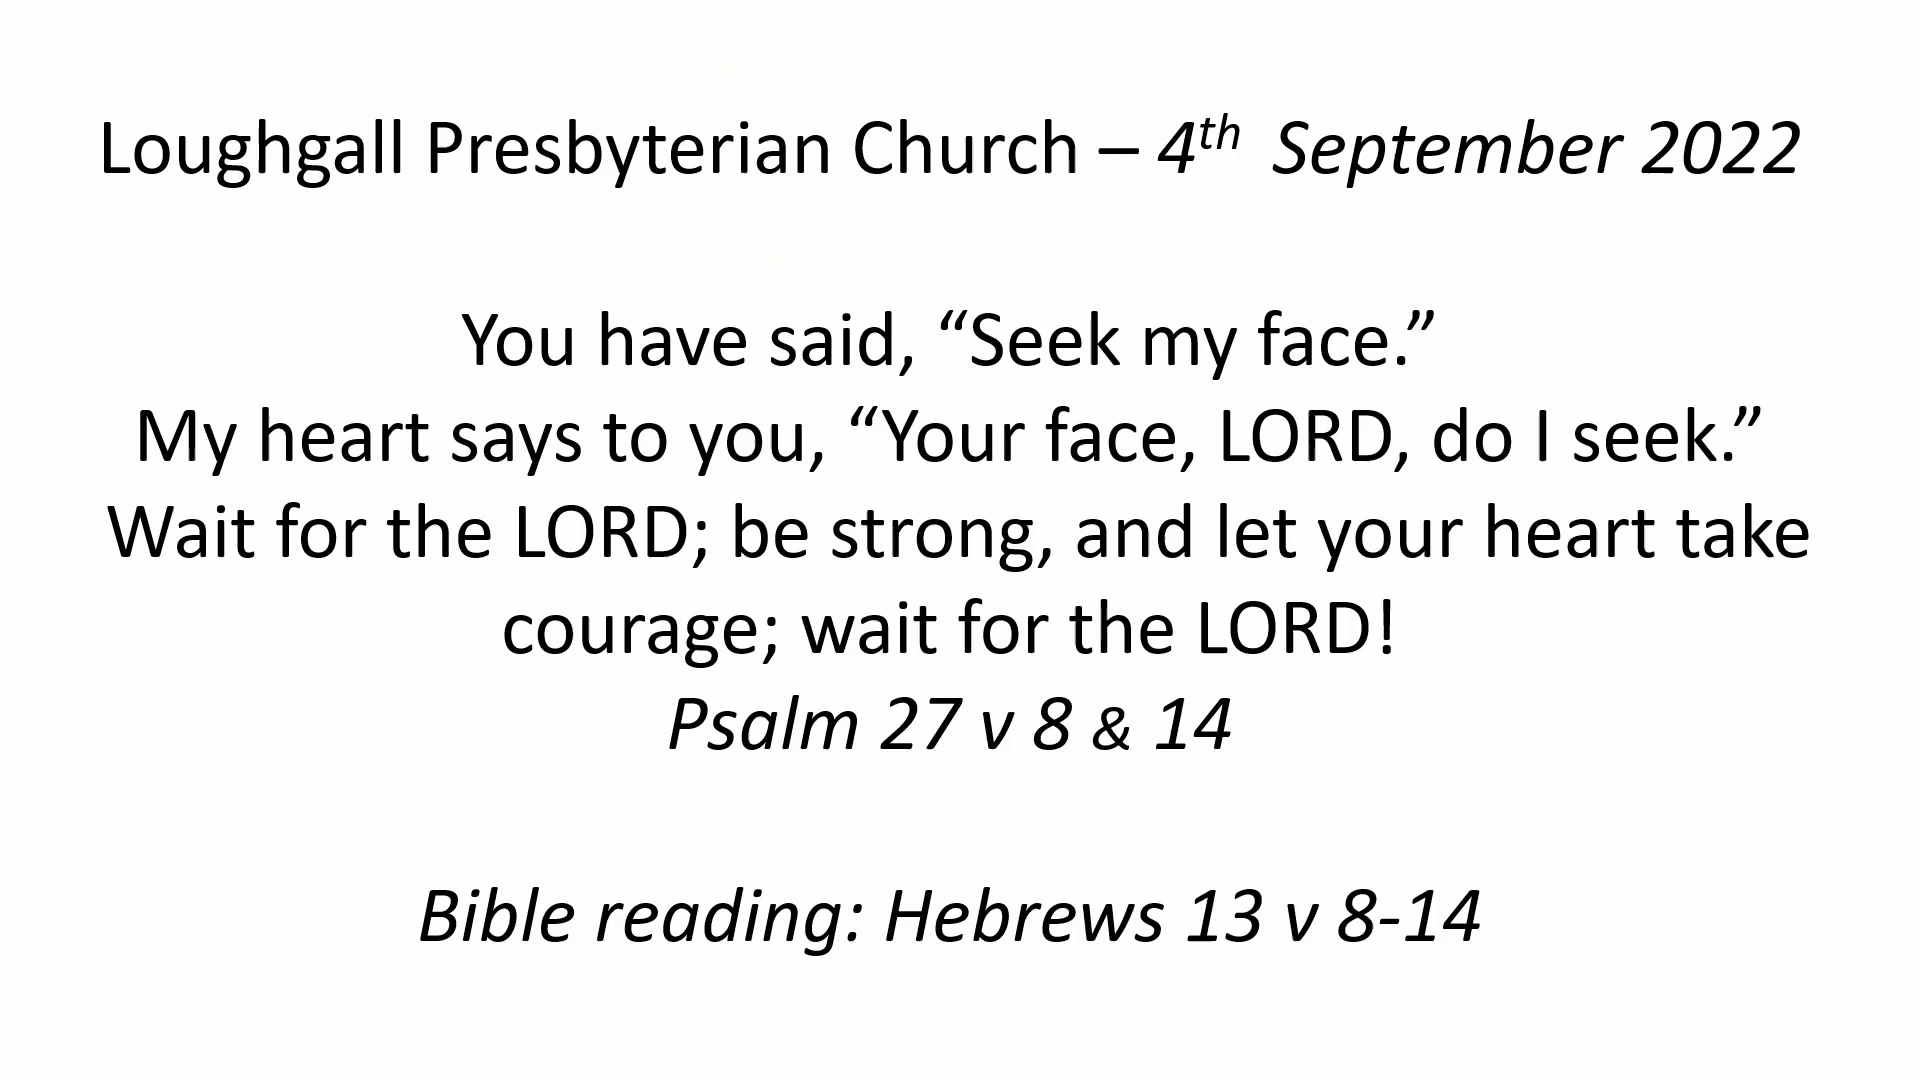 Loughgall Presbyterian Church – 4th September 2022
You have said, “Seek my face.”
My heart says to you, “Your face, LORD, do I seek.”
Wait for the LORD; be strong, and let your heart take
courage; wait for the LORD!
Psalm 27 v 8 & 14
Bible reading: Hebrews 13 v 8-14